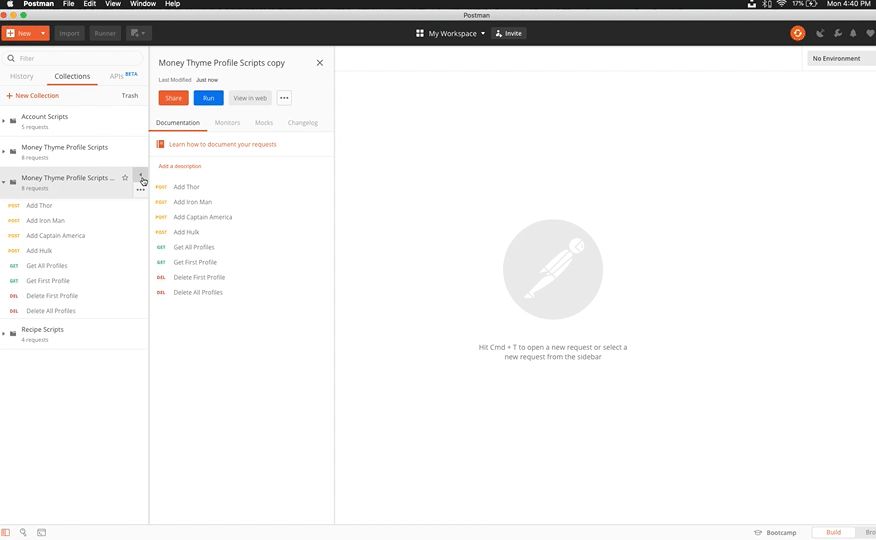 Postman File Edit View Window Help 17% Mon 4:40 PM
Postman
New Import Runner My Workspace Invite
Filter
No Environment
History Collections APIs BETA
New Collection Trash
Account Scripts
5 requests
Money Thyme Profile Scripts
8 requests
Money Thyme Profile Scripts ...
8 requests
POST Add Thor
POST Add Iron Man
POST Add Captain America
POST Add Hulk
GET Get All Profiles
GET Get First Profile
DEL Delete First Profile
DEL Delete All Profiles
Recipe Scripts
4 requests
Money Thyme Profile Scripts copy
Last Modified Just now
Share Run View in web
Documentation Monitors Mocks Changelog
Learn how to document your requests
Add a description
POST Add Thor
POST Add Iron Man
POST Add Captain America
POST Add Hulk
GET Get All Profiles
GET Get First Profile
DEL Delete First Profile
DEL Delete All Profiles
Hit Cmd + T to open a new request or select a
new request from the sidebar
Bootcamp Build Bro